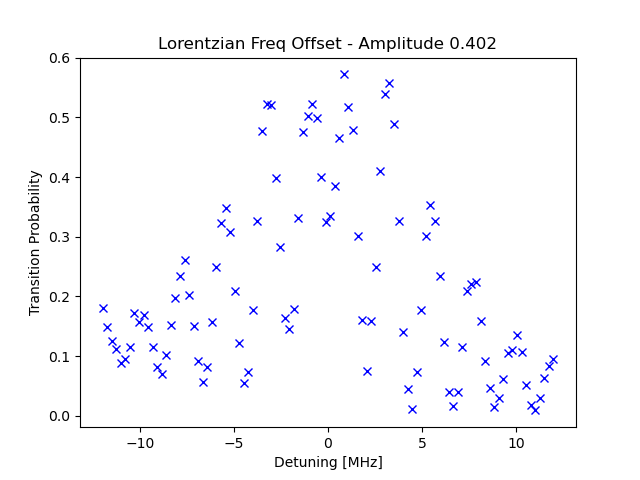 Lorentzian Freq Offset - Amplitude 0.402
0.6
0.5
0.4
0.3
0.2
0.1
0.0
Transition Probability
−10 −5 0 5 10
Detuning [MHz]